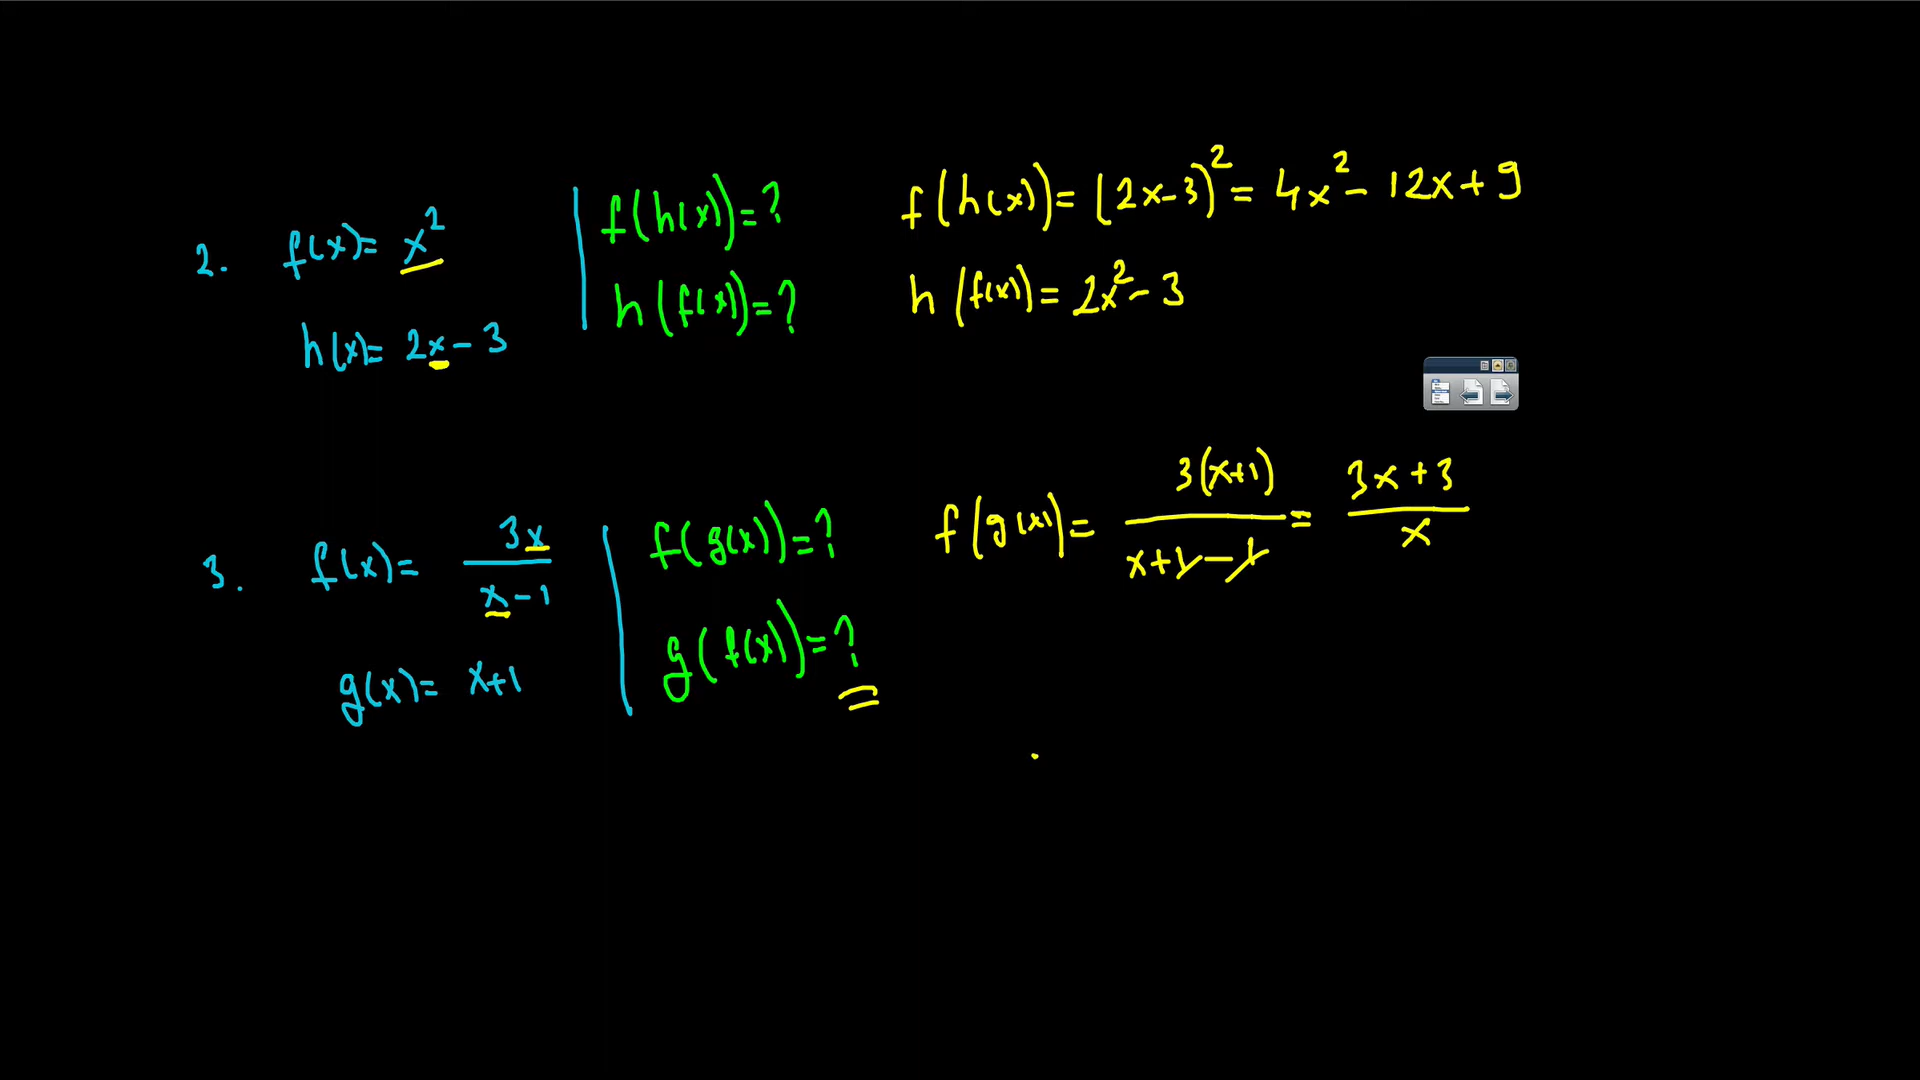 2. f(x)= x²
h(x)= 2x-3
f(h(x))=?
h(f(x))=?
f(h(x))= (2x-3)² = 4x² - 12x+9
h(f(x))= 2x²-3
3. f(x)= 3x/(x-1)
g(x)= x+1
f(g(x))=?
g(f(x))=?
f(g(x))= 3(x+1)/(x+1-1) = (3x+3)/x